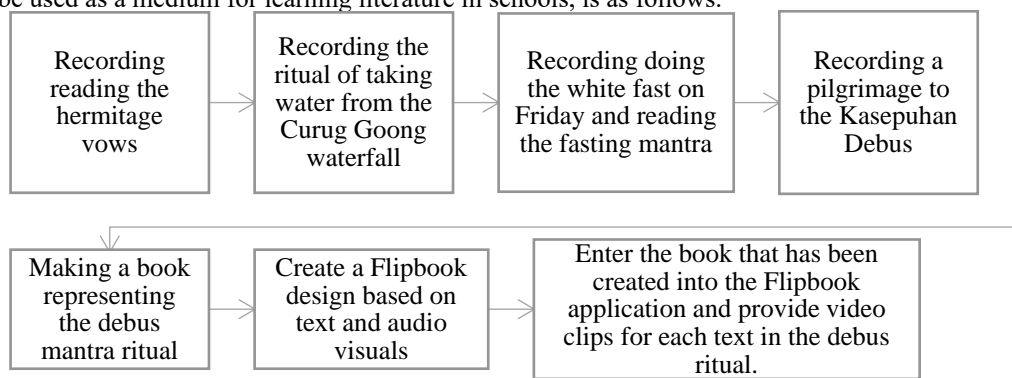 be used as a medium for learning literature in schools, is as follows:
Recording
reading the
hermitage
vows
Recording the
ritual of taking
water from the
Curug Goong
waterfall
Recording doing
the white fast on
Friday and reading
the fasting mantra
Recording a
pilgrimage to
the Kasepuhan
Debus
Making a book
representing
the debus
mantra ritual
Create a Flipbook
design based on
text and audio
visuals
Enter the book that has been
created into the Flipbook
application and provide video
clips for each text in the debus
ritual.